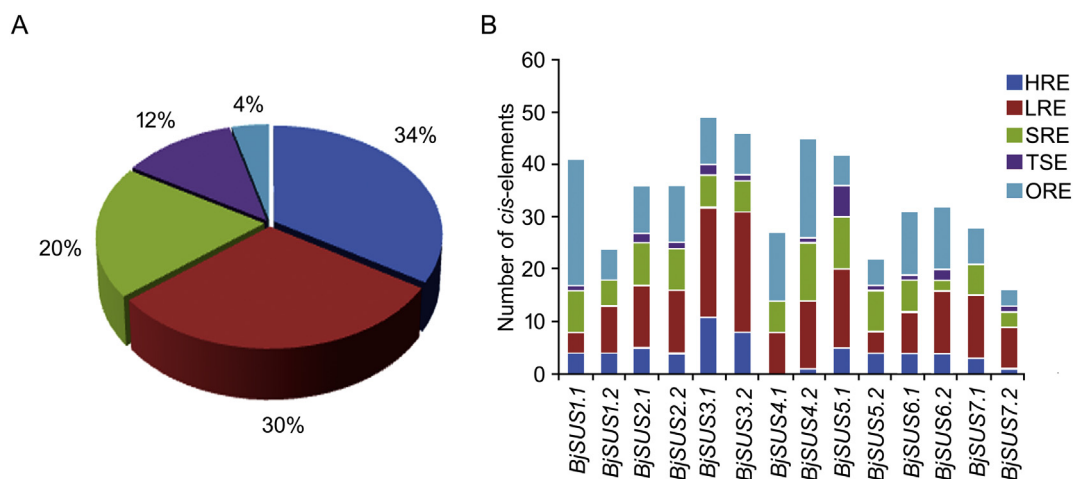 A
4%
12%
34%
20%
30%
B
Number of cis-elements
60
50
40
30
20
10
0
HRE
LRE
SRE
TSE
ORE
BjSUS1.1
BjSUS1.2
BjSUS2.1
BjSUS2.2
BjSUS3.1
BjSUS3.2
BjSUS4.1
BjSUS4.2
BjSUS5.1
BjSUS5.2
BjSUS6.1
BjSUS6.2
BjSUS7.1
BjSUS7.2